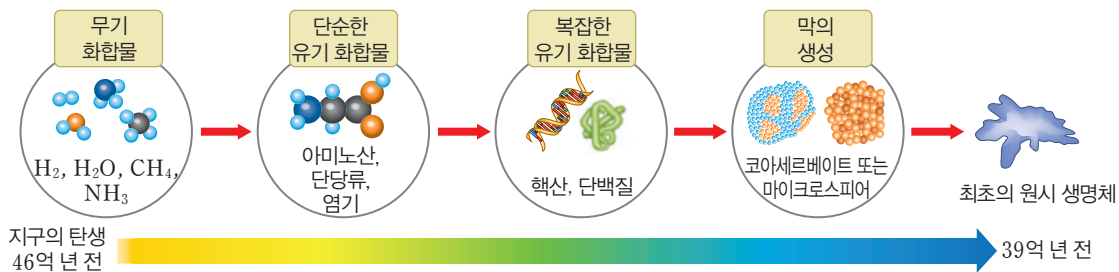 무기
화합물
H₂, H₂O, CH₄,
NH₃
단순한
유기 화합물
아미노산,
단당류,
염기
복잡한
유기 화합물
핵산, 단백질
막의
생성
코아세르베이트 또는
마이크로스피어
최초의 원시 생명체
지구의 탄생
46억 년 전
39억 년 전